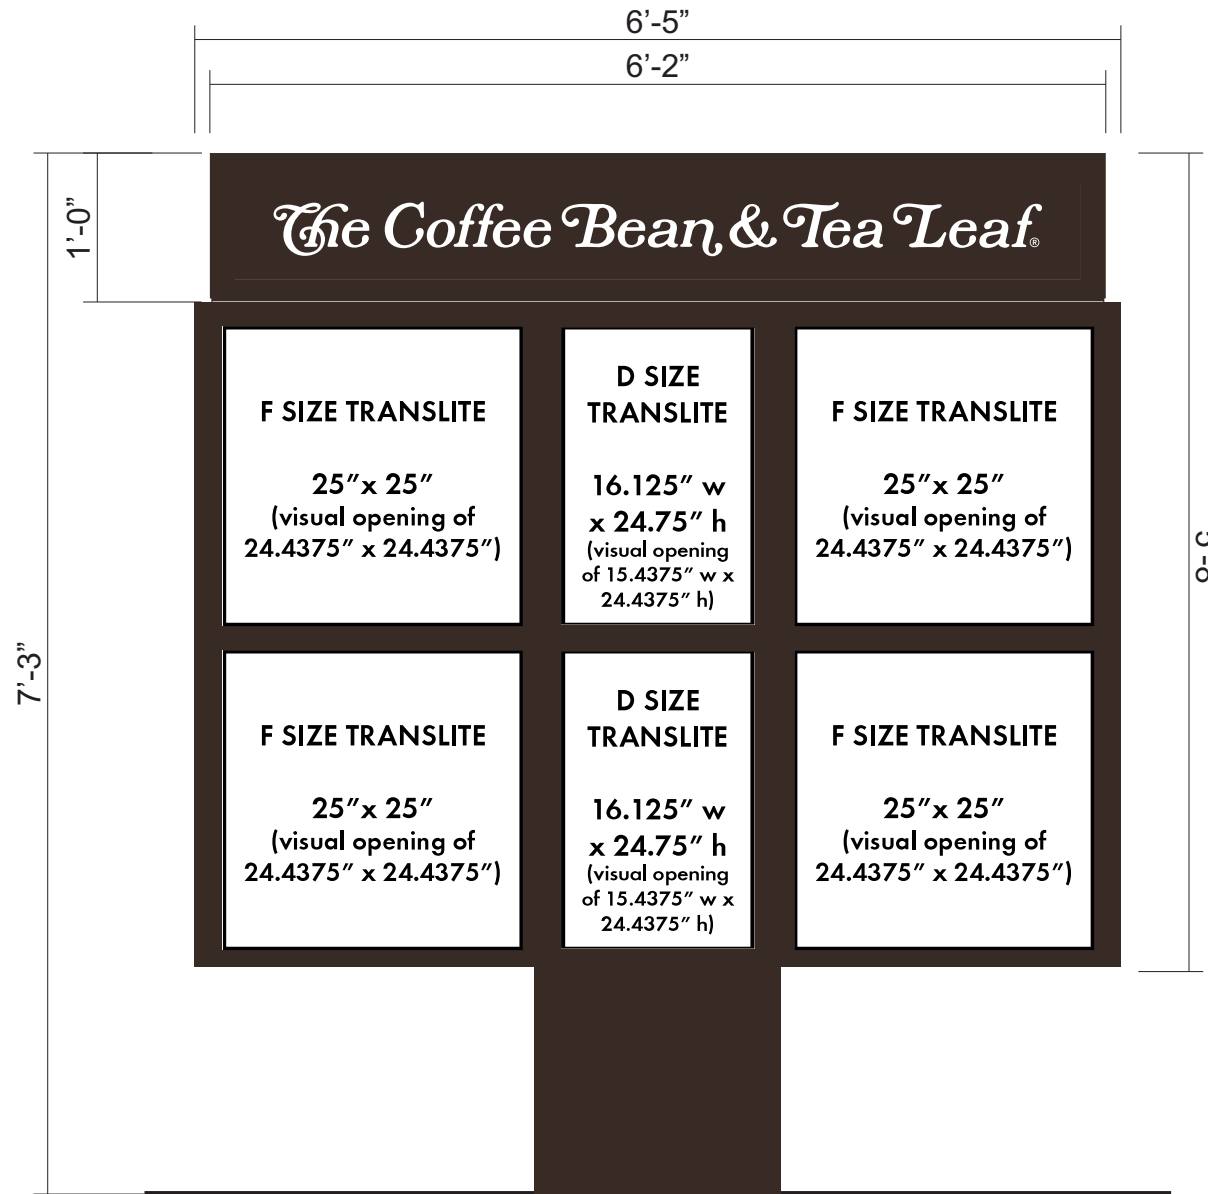 6’-5”
6’-2”
1’-0”
The Coffee Bean & Tea Leaf®
F SIZE TRANSLITE
25”x 25”
(visual opening of
24.4375” x 24.4375”)
D SIZE
TRANSLITE
16.125” w
x 24.75” h
(visual opening
of 15.4375” w x
24.4375” h)
F SIZE TRANSLITE
25”x 25”
(visual opening of
24.4375” x 24.4375”)
7’-3”
F SIZE TRANSLITE
25”x 25”
(visual opening of
24.4375” x 24.4375”)
D SIZE
TRANSLITE
16.125” w
x 24.75” h
(visual opening
of 15.4375” w x
24.4375” h)
F SIZE TRANSLITE
25”x 25”
(visual opening of
24.4375” x 24.4375”)